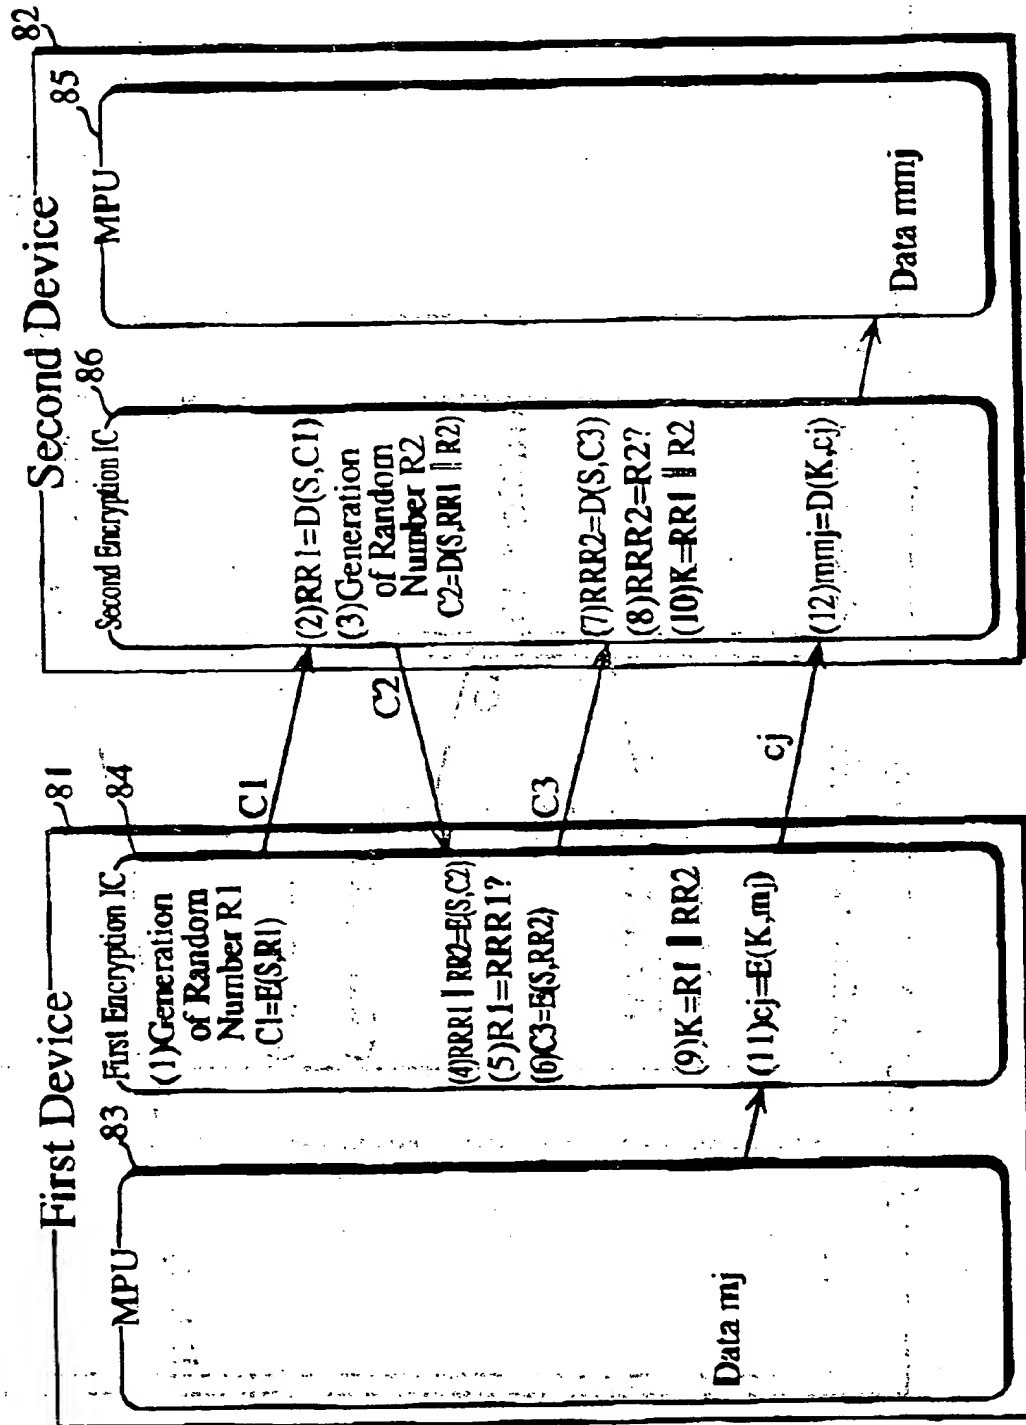 First Device
81
MPU
83
Data mj
First Encryption IC
84
(1)Generation
of Random
Number R1
C1=E(S,R1)
(4)RRR1 || RR2=E(S,C2)
(5)R1=RRR1?
(6)C3=E(S,RR2)
(9)K=R1 || RR2
(11)cj=E(K,mj)
C1
C2
C3
cj
Second Device
82
Second Encryption IC
86
(2)RR1=D(S,C1)
(3)Generation
of Random
Number R2
C2=D(S,RR1 || R2)
(7)RRR2=D(S,C3)
(8)RRR2=R2?
(10)K=RR1 || R2
(12)mmj=D(K,cj)
MPU
85
Data mmj